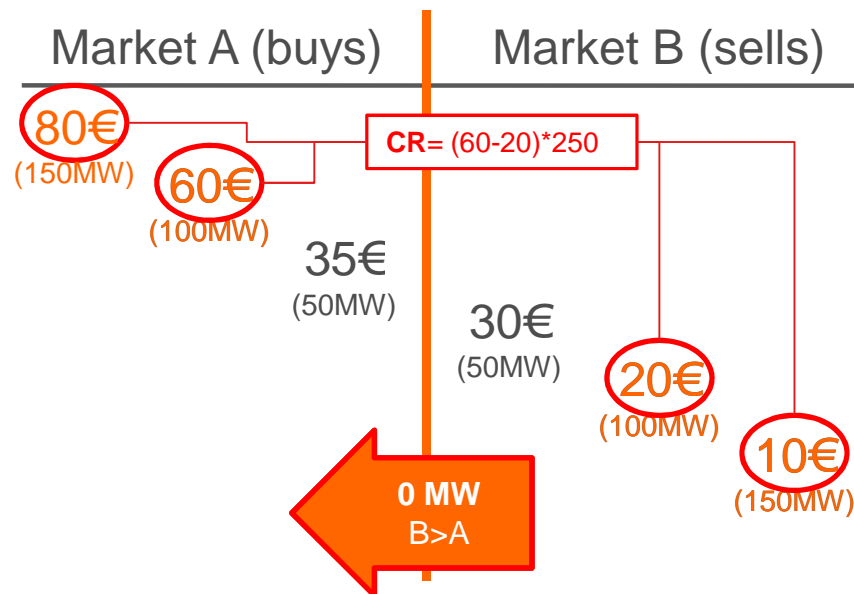 Market A (buys)
Market B (sells)
80€
(150MW)
60€
(100MW)
CR= (60-20)*250
35€
(50MW)
30€
(50MW)
20€
(100MW)
10€
(150MW)
0 MW
B>A